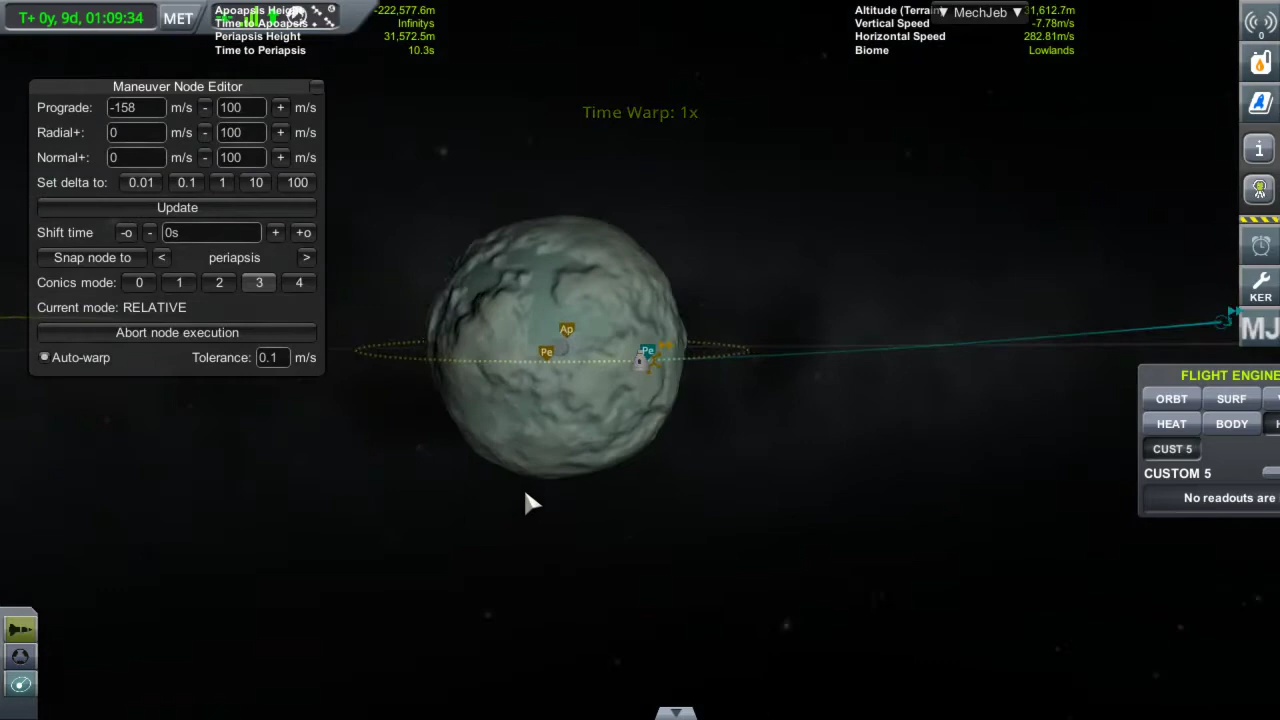 T+ 0y, 9d, 01:09:34 MET
Apoapsis Heig -222,577.6m
Time to Apoapsis Infinitys
Periapsis Height 31,572.5m
Time to Periapsis 10.3s
Altitude (Terrain 31,612.7m
Vertical Speed -7.78m/s
Horizontal Speed 282.81m/s
Biome Lowlands
▼ MechJeb ▼
0
Time Warp: 1x
Maneuver Node Editor
Prograde: -158 m/s - 100 + m/s
Radial+: 0 m/s - 100 + m/s
Normal+: 0 m/s - 100 + m/s
Set delta to: 0.01 0.1 1 10 100
Update
Shift time -o - 0s + +o
Snap node to < periapsis >
Conics mode: 0 1 2 3 4
Current mode: RELATIVE
Abort node execution
Auto-warp Tolerance: 0.1 m/s
Ap
Pe
Pe
i
KER
MJ
FLIGHT ENGINE
ORBT SURF
HEAT BODY
CUST 5
CUSTOM 5
No readouts are